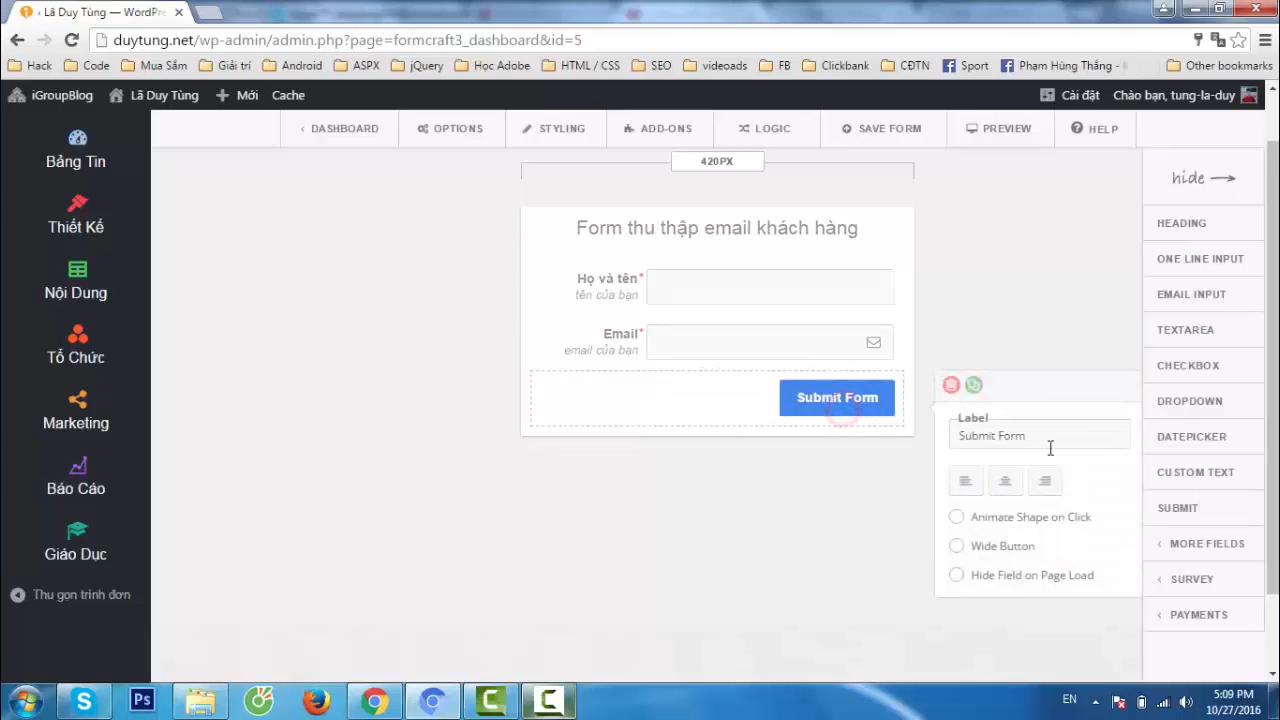 ‹ Lã Duy Tùng — WordPre
duytung.net/wp-admin/admin.php?page=formcraft3_dashboard&id=5
Hack Code Mua Sắm Giải trí Android ASPX jQuery Học Adobe HTML / CSS SEO videoads FB Clickbank CĐTN Sport Phạm Hùng Thắng - Other bookmarks
iGroupBlog Lã Duy Tùng Mới Cache Cài đặt Chào bạn, tung-la-duy
‹ DASHBOARD OPTIONS STYLING ADD-ONS LOGIC SAVE FORM PREVIEW HELP
Bảng Tin
Thiết Kế
Nội Dung
Tổ Chức
Marketing
Báo Cáo
Giáo Dục
Thu gọn trình đơn
420PX
Form thu thập email khách hàng
Họ và tên*
tên của bạn
Email*
email của bạn
Submit Form
Label
Submit Form
Animate Shape on Click
Wide Button
Hide Field on Page Load
hide
HEADING
ONE LINE INPUT
EMAIL INPUT
TEXTAREA
CHECKBOX
DROPDOWN
DATEPICKER
CUSTOM TEXT
SUBMIT
‹ MORE FIELDS
‹ SURVEY
‹ PAYMENTS
EN
5:09 PM
10/27/2016